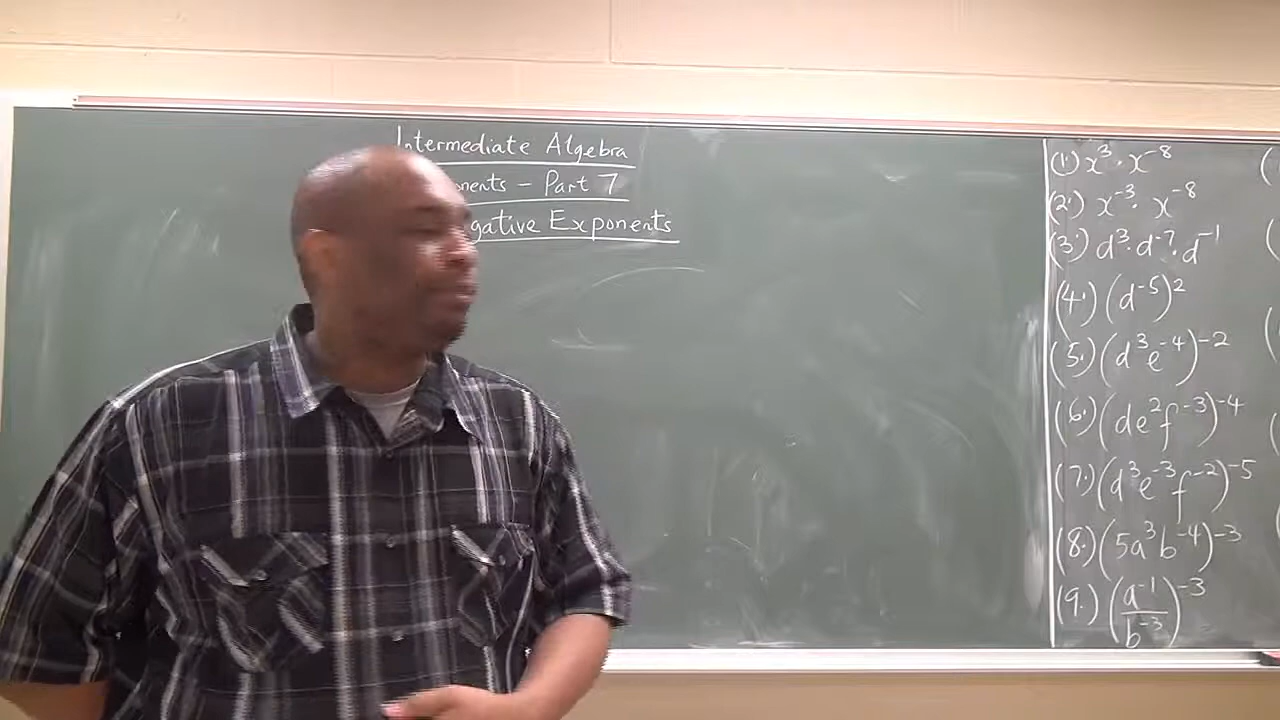 Intermediate Algebra
nents - Part 7
gative Exponents
(1.) x³ · x⁻⁸
(2.) x⁻³ · x⁻⁸
(3.) d³ · d⁻⁷ · d⁻¹
(4.) (d⁻⁵)²
(5.) (d³e⁻⁴)⁻²
(6.) (de²f⁻³)⁻⁴
(7.) (d³e⁻³f⁻²)⁻⁵
(8.) (5a³b⁻⁴)⁻³
(9.) (a⁻¹/b⁻³)⁻³